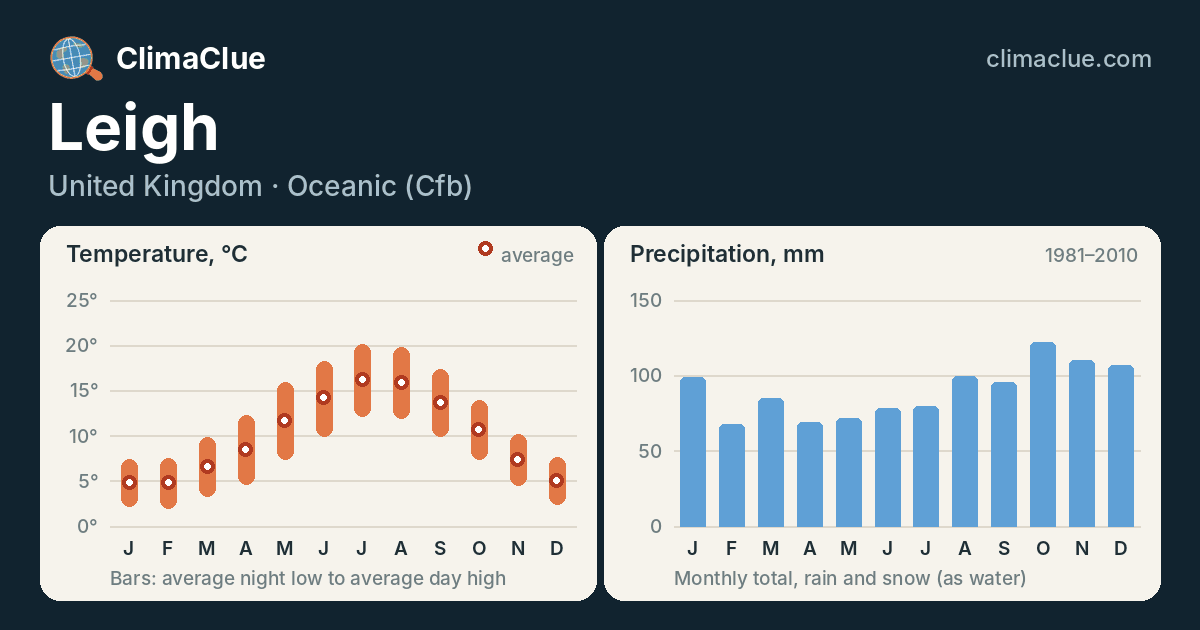 ClimaClue
climaclue.com
Leigh
United Kingdom · Oceanic (Cfb)
Temperature, °C
average
25°
20°
15°
10°
5°
0°
J F M A M J J A S O N D
Bars: average night low to average day high
Precipitation, mm
1981–2010
150
100
50
0
J F M A M J J A S O N D
Monthly total, rain and snow (as water)